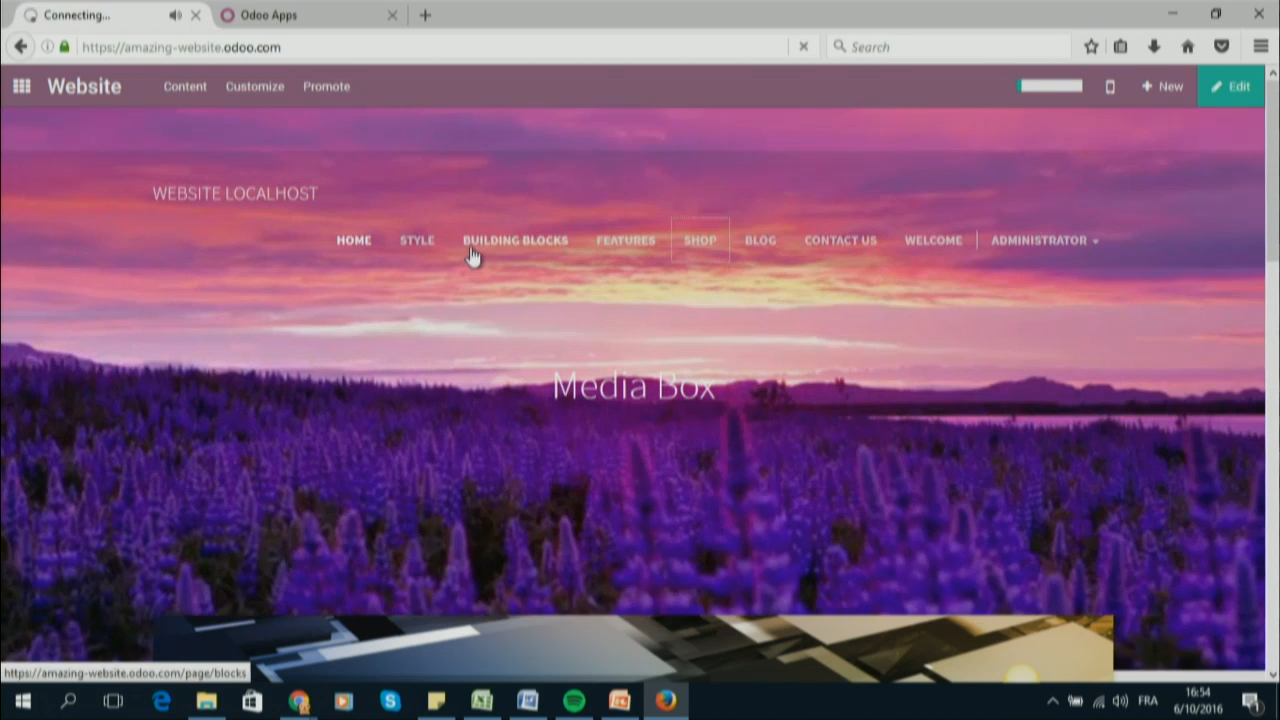 Connecting...
Odoo Apps
https://amazing-website.odoo.com
Search
Website
Content
Customize
Promote
New
Edit
WEBSITE LOCALHOST
HOME
STYLE
BUILDING BLOCKS
FEATURES
SHOP
BLOG
CONTACT US
WELCOME
ADMINISTRATOR
Media Box
https://amazing-website.odoo.com/page/blocks
FRA
16:54
6/10/2016